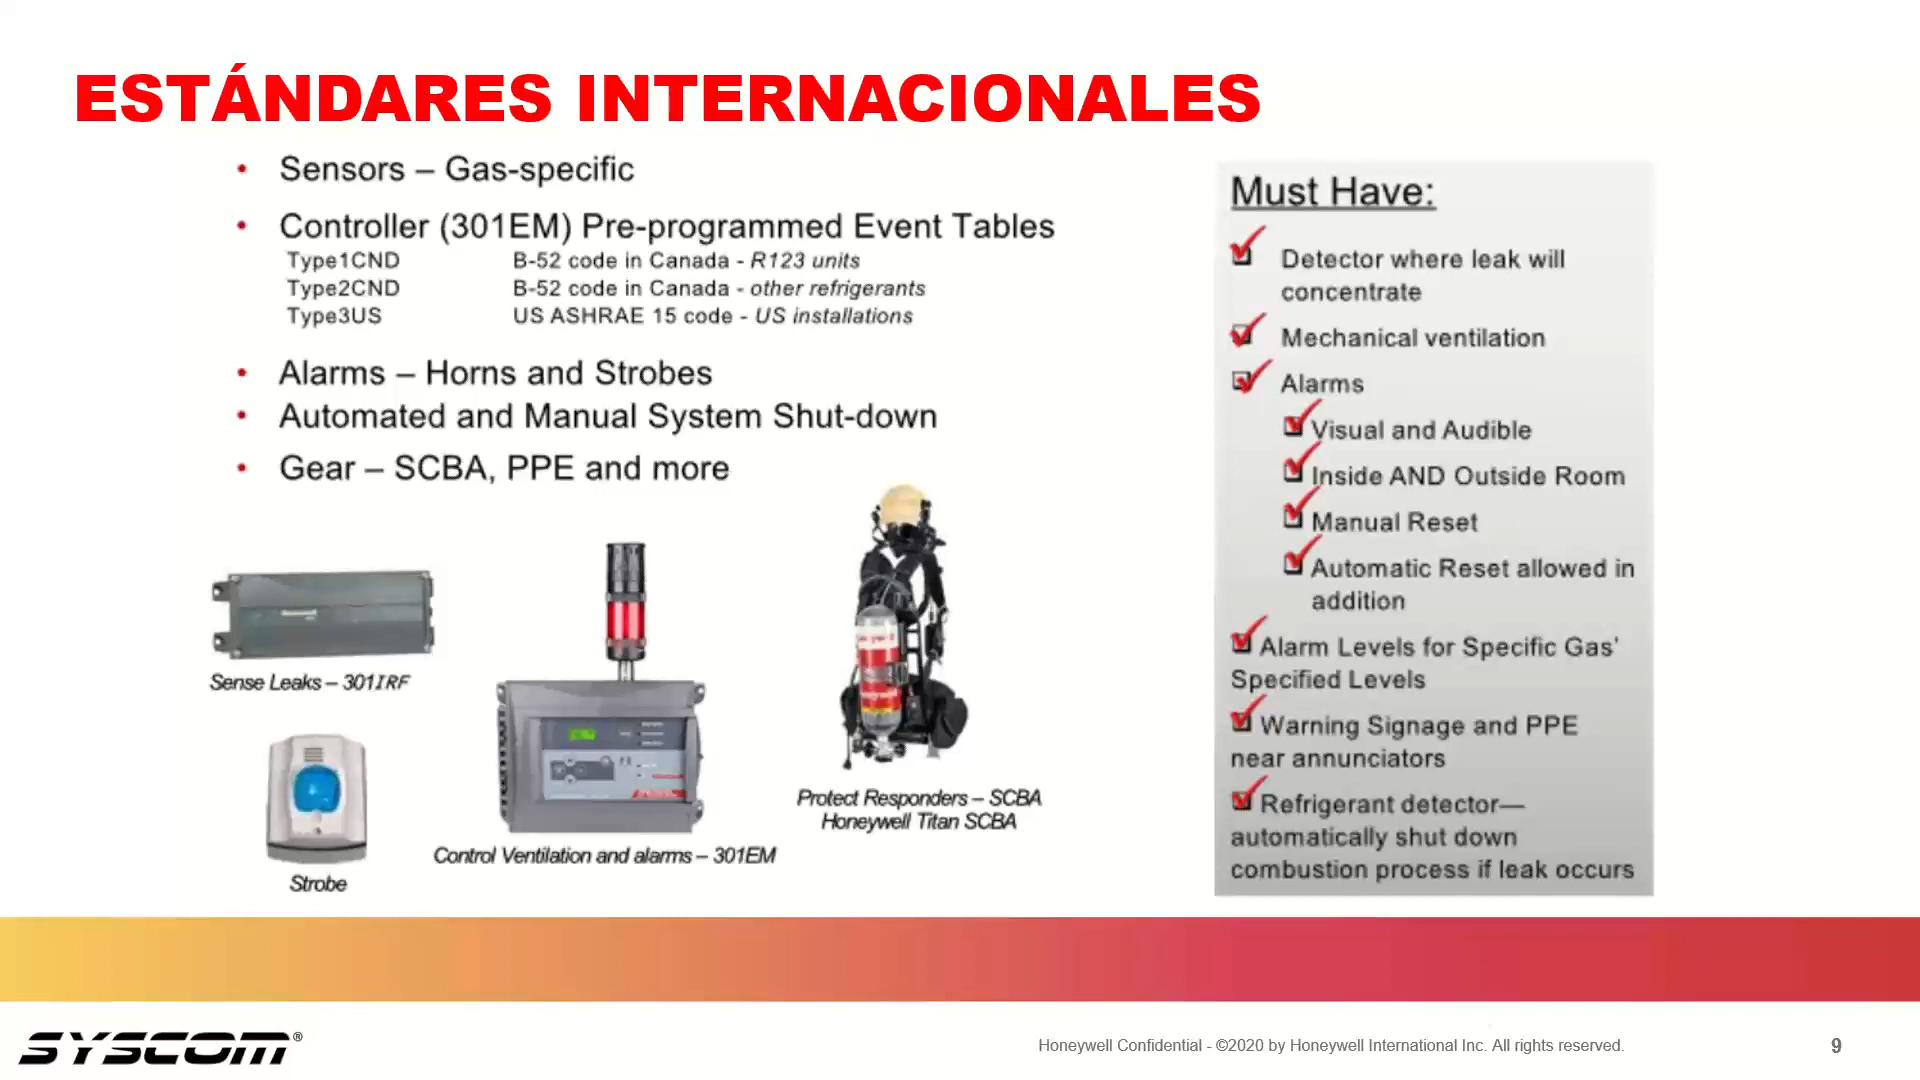 ESTÁNDARES INTERNACIONALES
• Sensors – Gas-specific
• Controller (301EM) Pre-programmed Event Tables
Type1CND B-52 code in Canada - R123 units
Type2CND B-52 code in Canada - other refrigerants
Type3US US ASHRAE 15 code - US installations
• Alarms – Horns and Strobes
• Automated and Manual System Shut-down
• Gear – SCBA, PPE and more
Sense Leaks – 301IRF
Strobe
Control Ventilation and alarms – 301EM
Protect Responders – SCBA
Honeywell Titan SCBA
Must Have:
Detector where leak will
concentrate
Mechanical ventilation
Alarms
Visual and Audible
Inside AND Outside Room
Manual Reset
Automatic Reset allowed in
addition
Alarm Levels for Specific Gas'
Specified Levels
Warning Signage and PPE
near annunciators
Refrigerant detector—
automatically shut down
combustion process if leak occurs
SYSCOM®
Honeywell Confidential - ©2020 by Honeywell International Inc. All rights reserved.
9